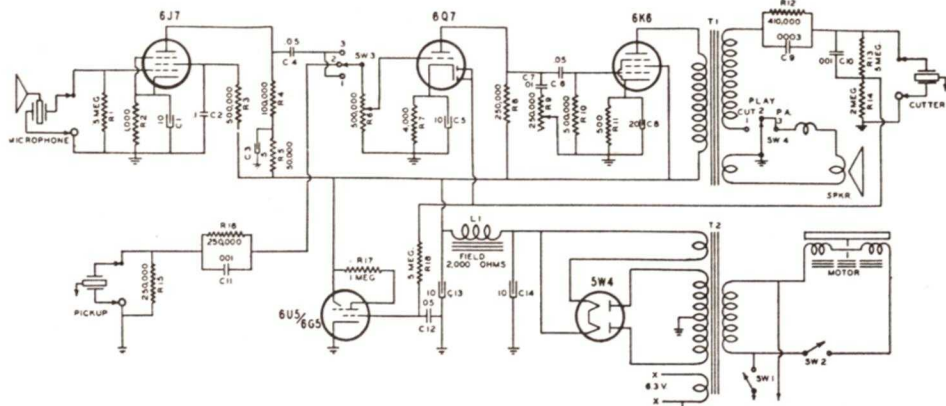 6J7
6Q7
6K6
T1
R12
410,000
.0003
C9
.05
C4
3
2
1
SW3
.05
C6
C7
.01
.001
C10
R13
5 MEG.
R14
2 MEG.
CUTTER
MICROPHONE
5 MEG.
R1
1,000
R2
10
C1
.1
C2
500,000
R3
100,000
R4
C3
R5
50,000
500,000
R6
4,000
R7
10
C5
250,000
R8
250,000
R9
500,000
R10
500
R11
20
C8
PLAY
CUT 2 P.A.
1
3
SW4
SPKR
R16
250,000
.001
C11
250,000
R15
PICKUP
R17
1 MEG
6U5/6G5
.5 MEG
R18
.05
C12
L1
FIELD
2,000 OHMS
10
C13
10
C14
5W4
T2
MOTOR
SW2
SW1
X
6.3 V
X